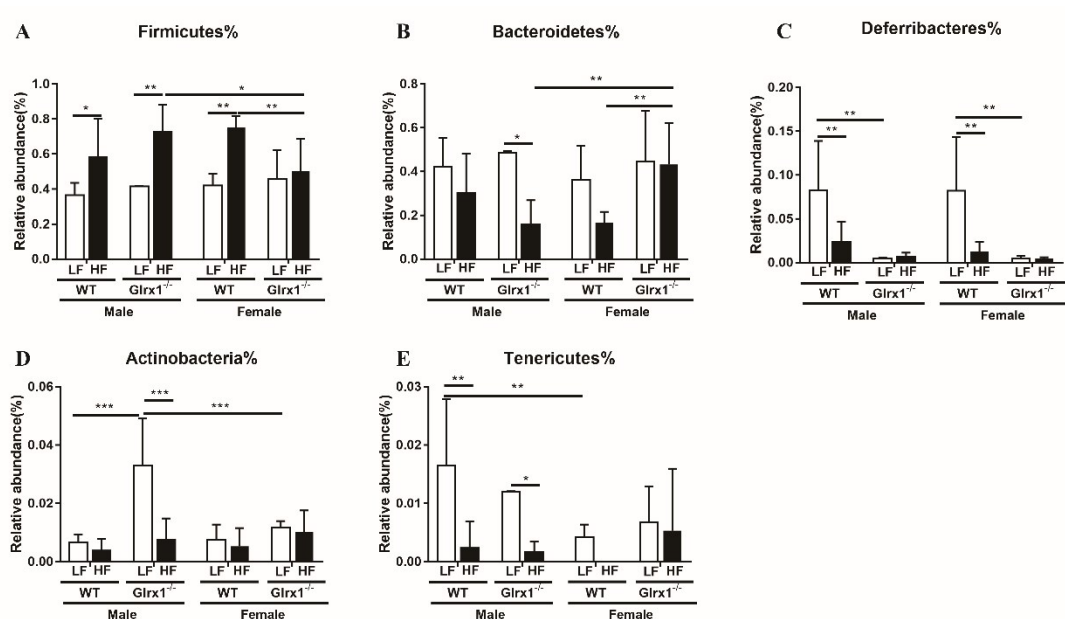 A Firmicutes%
Relative abundance(%)
1.0
0.8
0.6
0.4
0.2
0.0
* ** ** ** *
LF HF LF HF LF HF LF HF
WT Glrx1-/- WT Glrx1-/-
Male Female
B Bacteroidetes%
Relative abundance(%)
0.8
0.6
0.4
0.2
0.0
* ** **
LF HF LF HF LF HF LF HF
WT Glrx1-/- WT Glrx1-/-
Male Female
C Deferribacteres%
Relative abundance(%)
0.20
0.15
0.10
0.05
0.00
** ** ** **
LF HF LF HF LF HF LF HF
WT Glrx1-/- WT Glrx1-/-
Male Female
D Actinobacteria%
Relative abundance(%)
0.06
0.04
0.02
0.00
*** *** ***
LF HF LF HF LF HF LF HF
WT Glrx1-/- WT Glrx1-/-
Male Female
E Tenericutes%
Relative abundance(%)
0.03
0.02
0.01
0.00
** ** *
LF HF LF HF LF HF LF HF
WT Glrx1-/- WT Glrx1-/-
Male Female